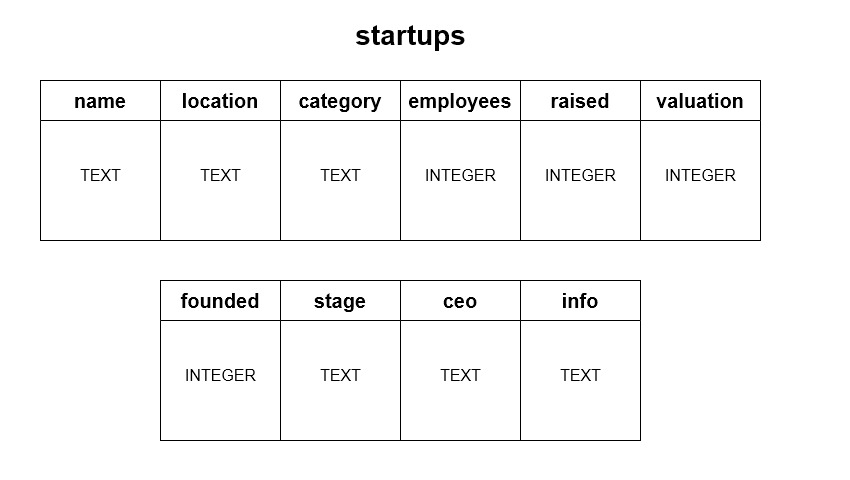 startups
name location category employees raised valuation
TEXT TEXT TEXT INTEGER INTEGER INTEGER
founded stage ceo info
INTEGER TEXT TEXT TEXT